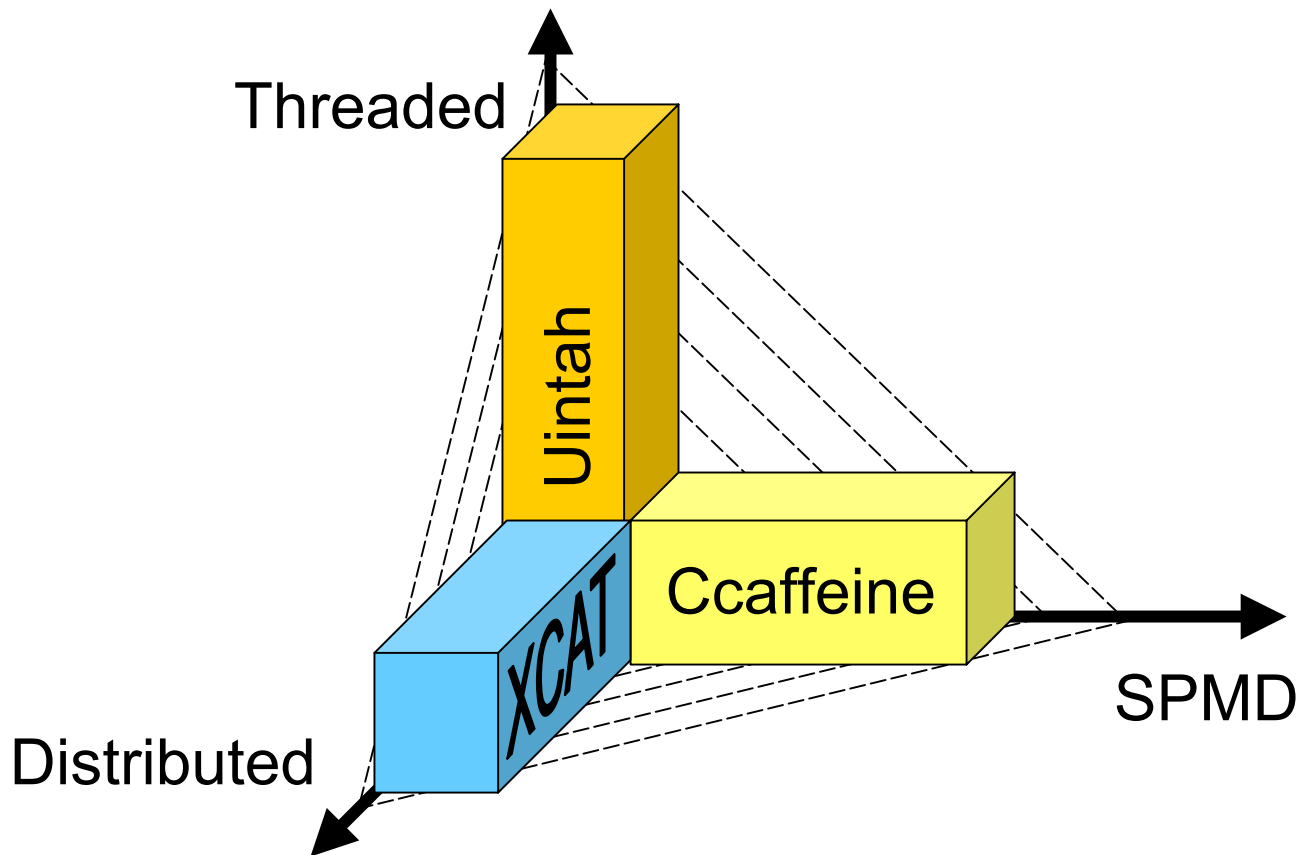 Threaded
Uintah
Ccaffeine
XCAT
SPMD
Distributed